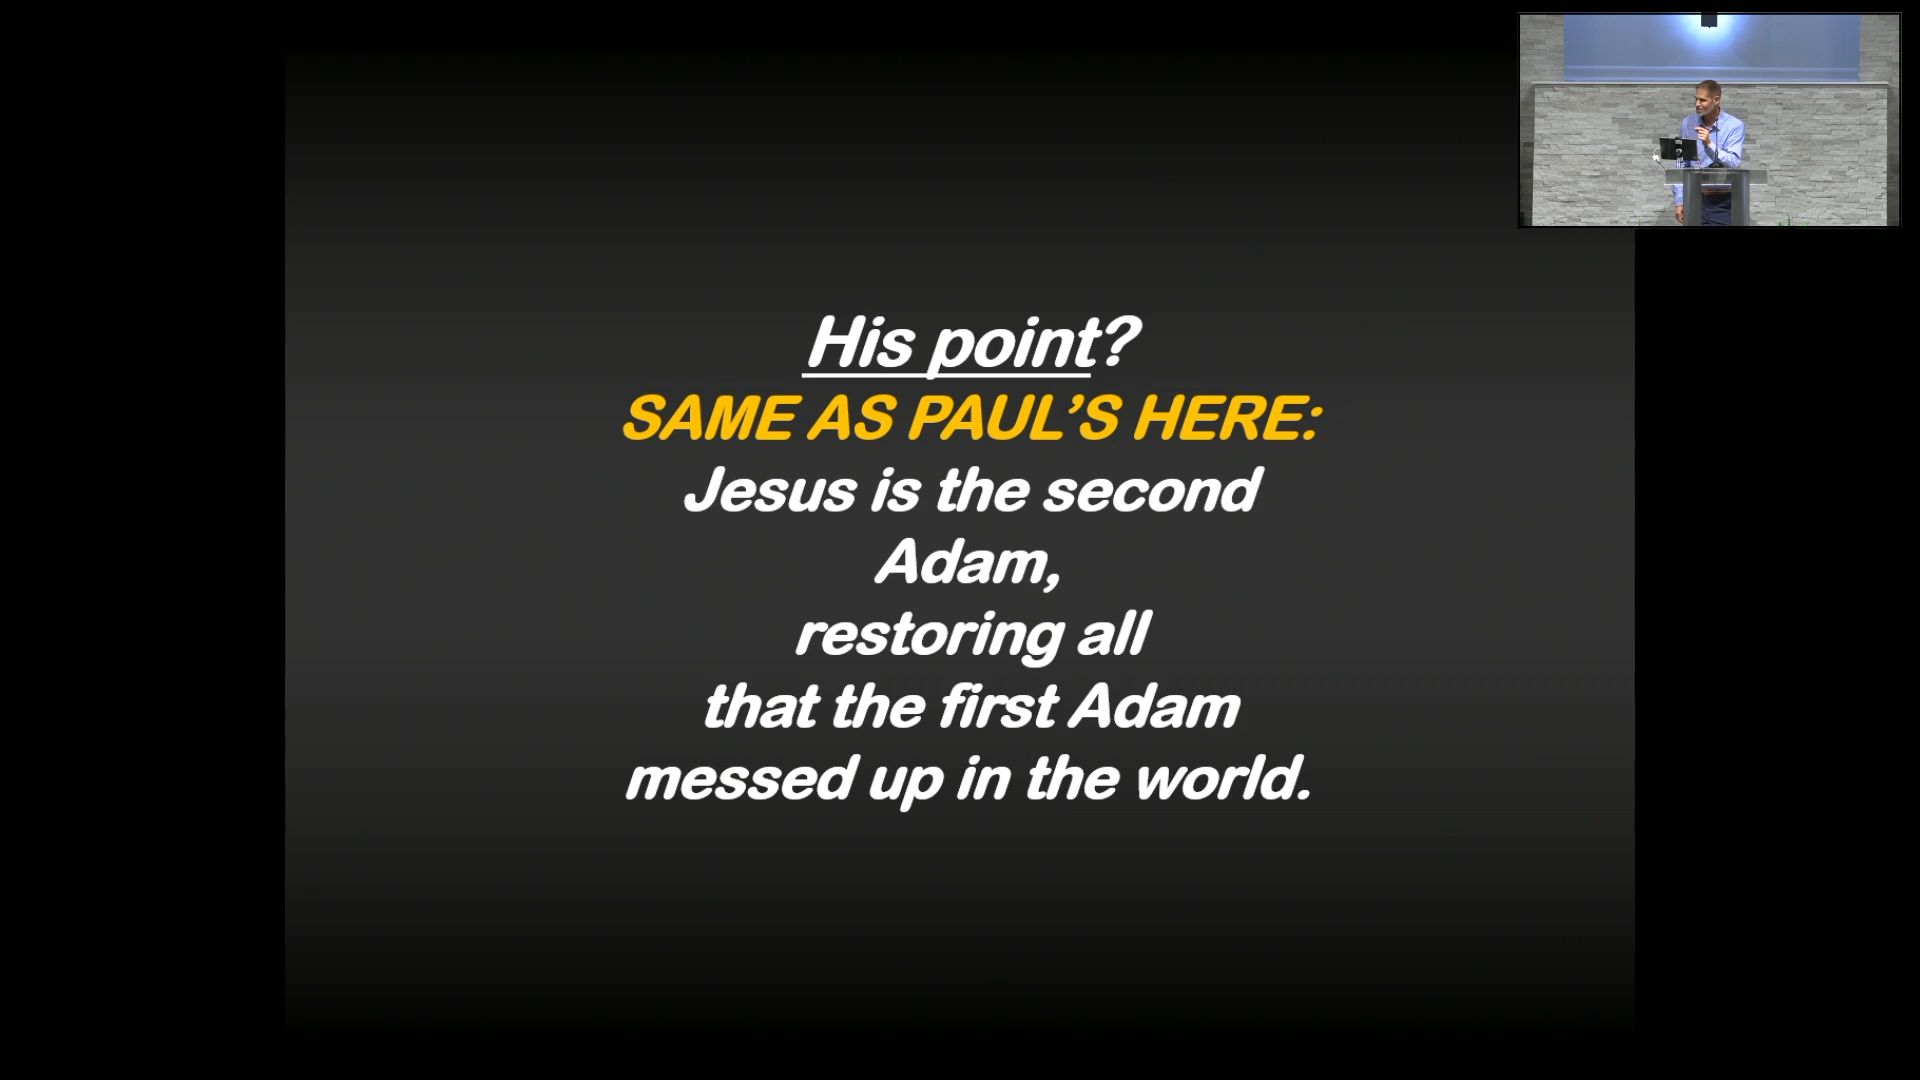 His point?
SAME AS PAUL’S HERE:
Jesus is the second
Adam,
restoring all
that the first Adam
messed up in the world.